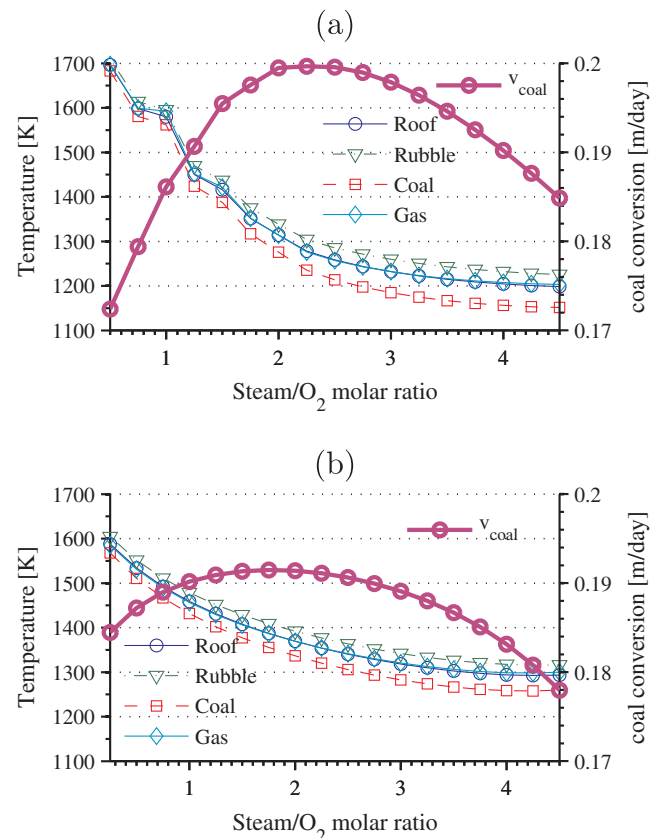 (a)
1700
1600
1500
1400
1300
1200
1100
Temperature [K]
0.2
0.19
0.18
0.17
coal conversion [m/day]
v_coal
Roof
Rubble
Coal
Gas
1 2 3 4
Steam/O₂ molar ratio
(b)
1700
1600
1500
1400
1300
1200
1100
Temperature [K]
0.2
0.19
0.18
0.17
coal conversion [m/day]
v_coal
Roof
Rubble
Coal
Gas
1 2 3 4
Steam/O₂ molar ratio